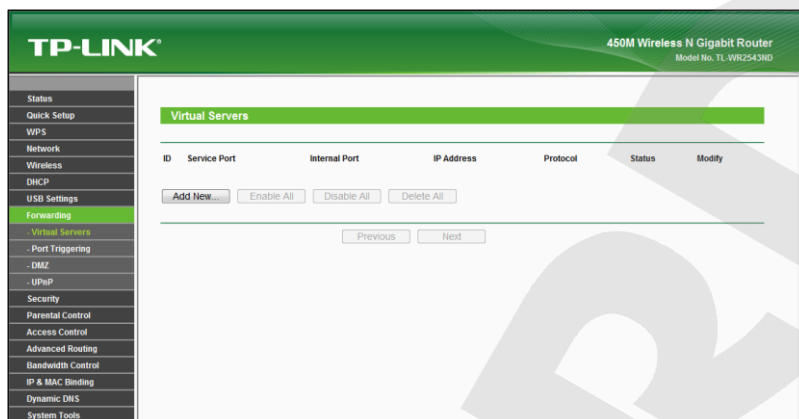 TP-LINK®
450M Wireless N Gigabit Router
Model No. TL-WR2543ND
Status
Quick Setup
WPS
Network
Wireless
DHCP
USB Settings
Forwarding
- Virtual Servers
- Port Triggering
- DMZ
- UPnP
Security
Parental Control
Access Control
Advanced Routing
Bandwidth Control
IP & MAC Binding
Dynamic DNS
System Tools
Virtual Servers
ID Service Port Internal Port IP Address Protocol Status Modify
Add New... Enable All Disable All Delete All
Previous Next